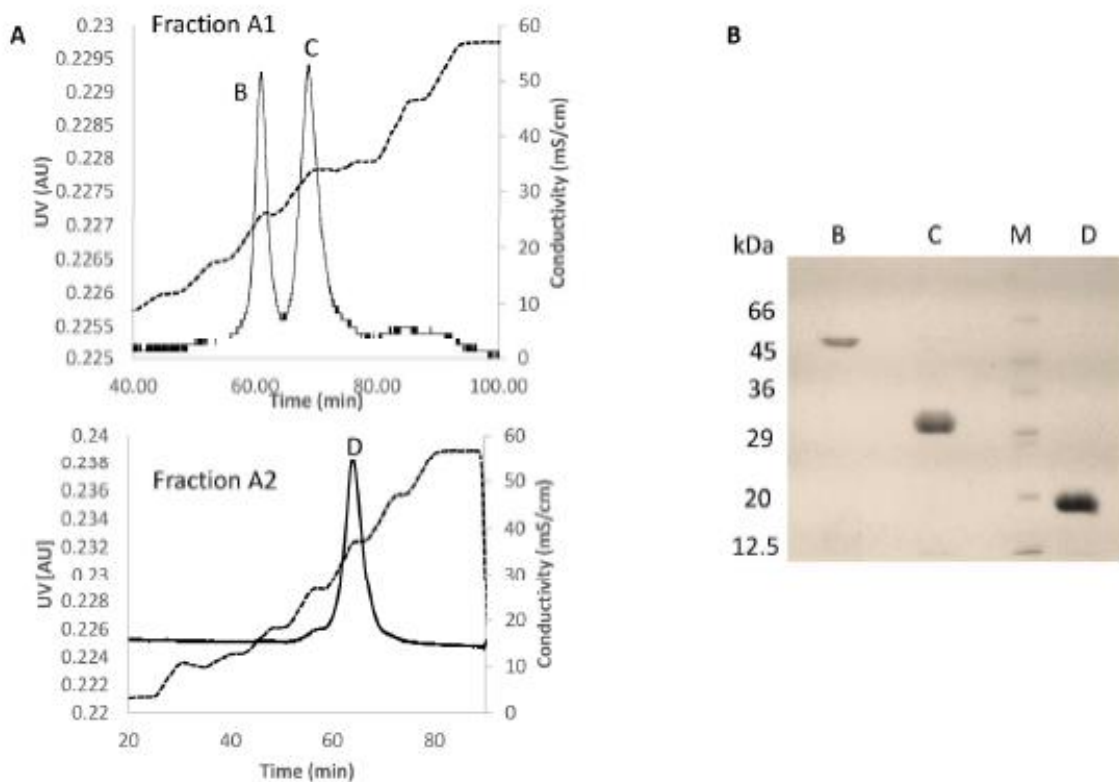 A
Fraction A1
B
C
0.23
0.2295
0.229
0.2285
0.228
0.2275
0.227
0.2265
0.226
0.2255
0.225
UV (AU)
60
50
40
30
20
10
0
Conductivity (mS/cm)
40.00 60.00 80.00 100.00
Time (min)
Fraction A2
D
0.24
0.238
0.236
0.234
0.232
0.23
0.228
0.226
0.224
0.222
0.22
UV [AU]
60
50
40
30
20
10
0
Conductivity (mS/cm)
20 40 60 80
Time (min)
B
kDa B C M D
66
45
36
29
20
12.5